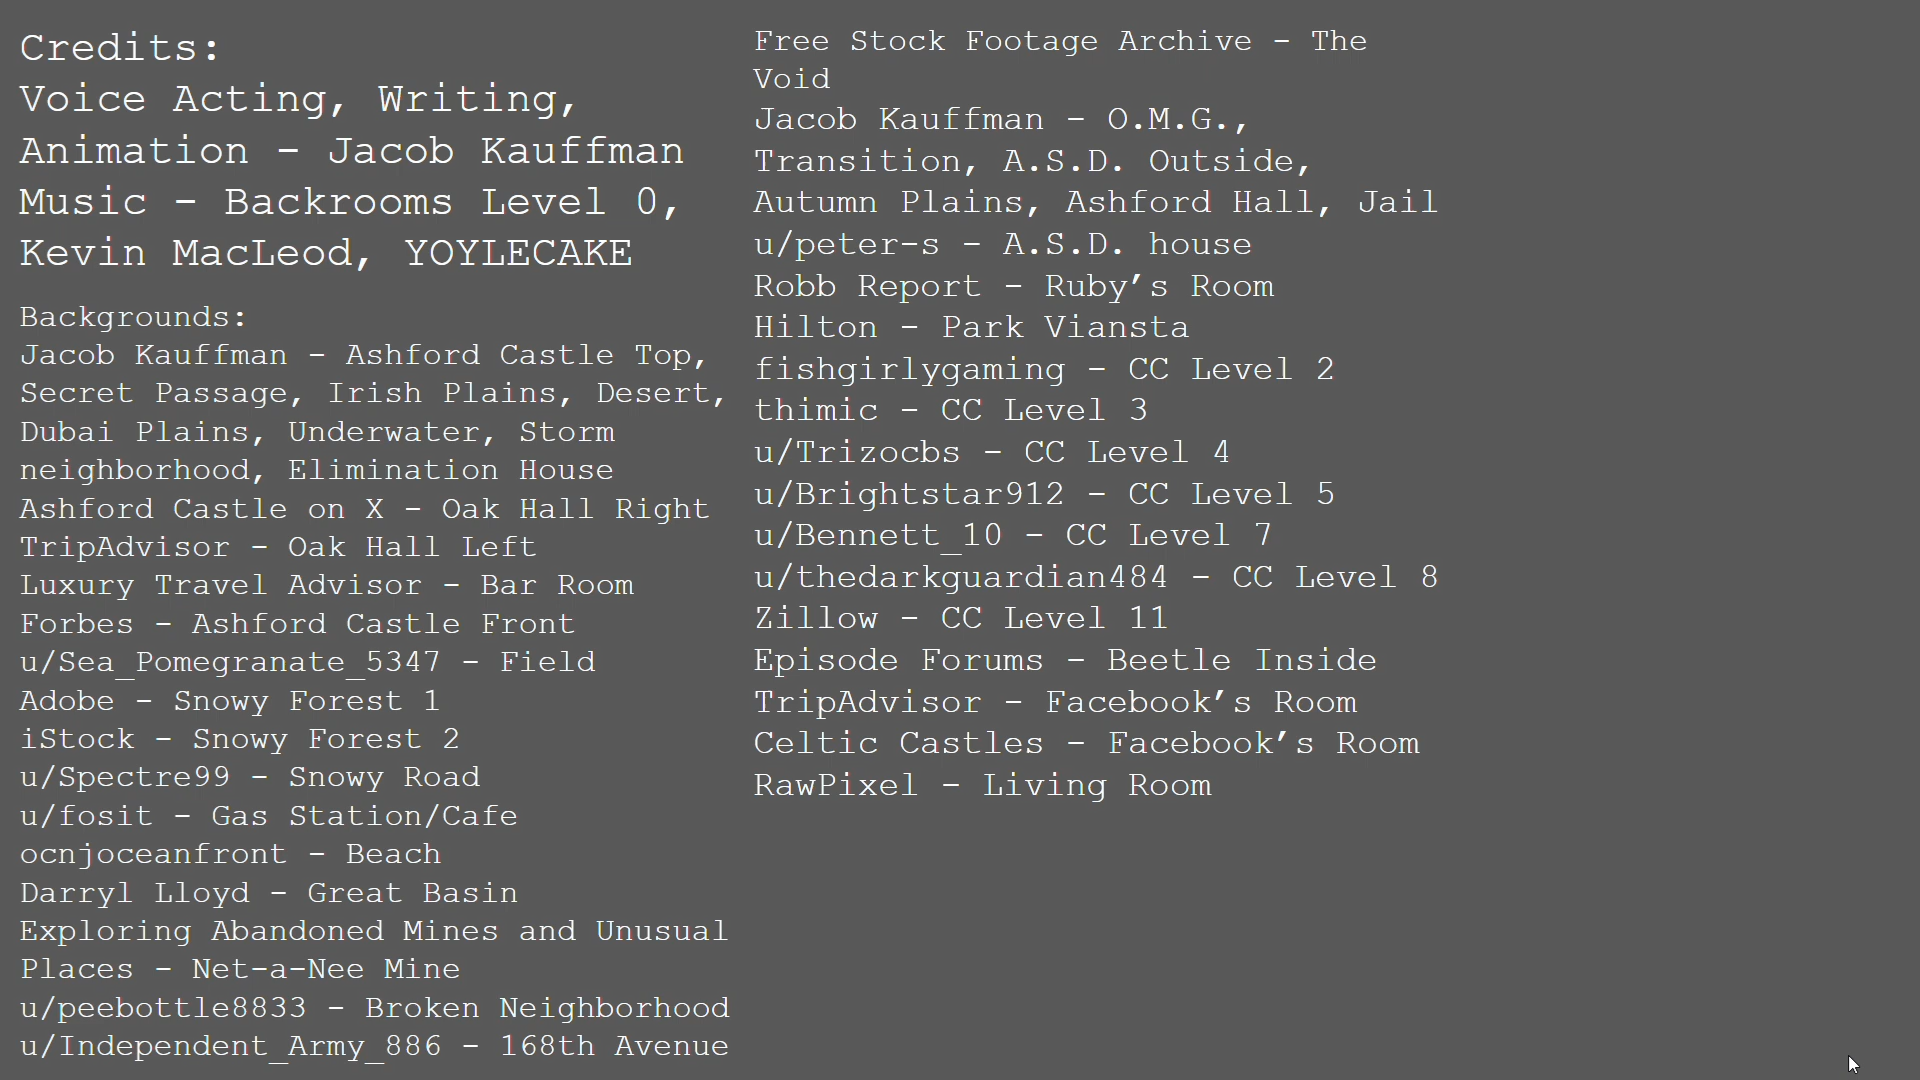 Credits:
Voice Acting, Writing,
Animation - Jacob Kauffman
Music - Backrooms Level 0,
Kevin MacLeod, YOYLECAKE
Backgrounds:
Jacob Kauffman - Ashford Castle Top,
Secret Passage, Irish Plains, Desert,
Dubai Plains, Underwater, Storm
neighborhood, Elimination House
Ashford Castle on X - Oak Hall Right
TripAdvisor - Oak Hall Left
Luxury Travel Advisor - Bar Room
Forbes - Ashford Castle Front
u/Sea_Pomegranate_5347 - Field
Adobe - Snowy Forest 1
iStock - Snowy Forest 2
u/Spectre99 - Snowy Road
u/fosit - Gas Station/Cafe
ocnjoceanfront - Beach
Darryl Lloyd - Great Basin
Exploring Abandoned Mines and Unusual
Places - Net-a-Nee Mine
u/peebottle8833 - Broken Neighborhood
u/Independent_Army_886 - 168th Avenue
Free Stock Footage Archive - The
Void
Jacob Kauffman - O.M.G.,
Transition, A.S.D. Outside,
Autumn Plains, Ashford Hall, Jail
u/peter-s - A.S.D. house
Robb Report - Ruby’s Room
Hilton - Park Viansta
fishgirlygaming - CC Level 2
thimic - CC Level 3
u/Trizocbs - CC Level 4
u/Brightstar912 - CC Level 5
u/Bennett_10 - CC Level 7
u/thedarkguardian484 - CC Level 8
Zillow - CC Level 11
Episode Forums - Beetle Inside
TripAdvisor - Facebook’s Room
Celtic Castles - Facebook’s Room
RawPixel - Living Room